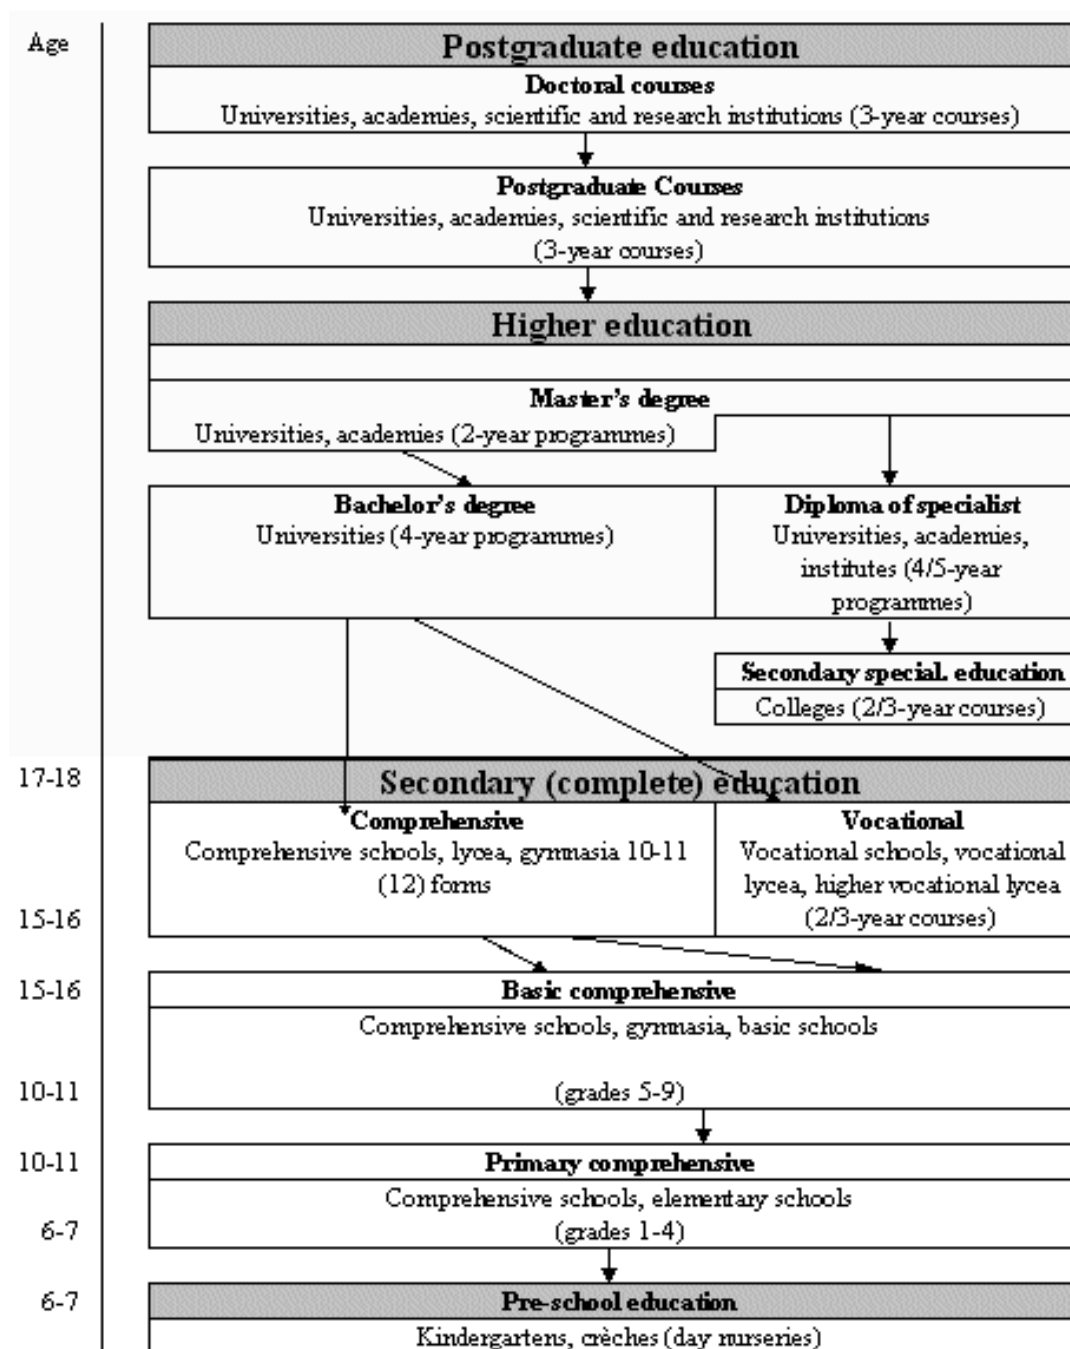 Age
Postgraduate education
Doctoral courses
Universities, academies, scientific and research institutions (3-year courses)
Postgraduate Courses
Universities, academies, scientific and research institutions
(3-year courses)
Higher education
Master's degree
Universities, academies (2-year programmes)
Bachelor's degree
Universities (4-year programmes)
Diploma of specialist
Universities, academies,
institutes (4/5-year
programmes)
Secondary special. education
Colleges (2/3-year courses)
17-18
Secondary (complete) education
Comprehensive
Comprehensive schools, lycea, gymnasia 10-11
(12) forms
Vocational
Vocational schools, vocational
lycea, higher vocational lycea
(2/3-year courses)
15-16
15-16
Basic comprehensive
Comprehensive schools, gymnasia, basic schools
10-11
(grades 5-9)
10-11
Primary comprehensive
Comprehensive schools, elementary schools
6-7
(grades 1-4)
6-7
Pre-school education
Kindergartens, crèches (day nurseries)